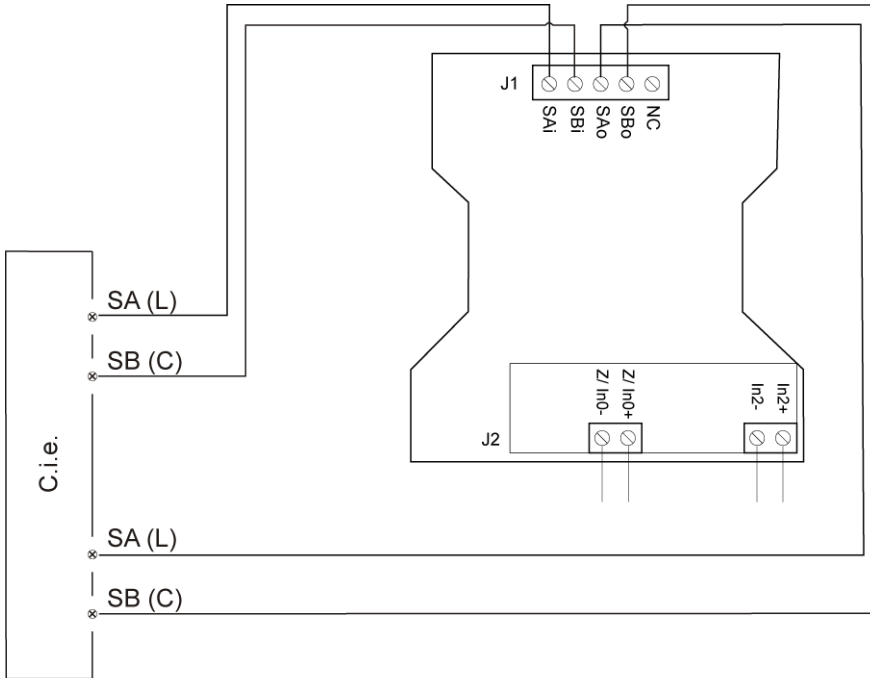 J1
SAi
SBi
SAo
SBo
NC
SA (L)
SB (C)
C.i.e.
Z/ In0-
Z/ In0+
In2-
In2+
J2
SA (L)
SB (C)